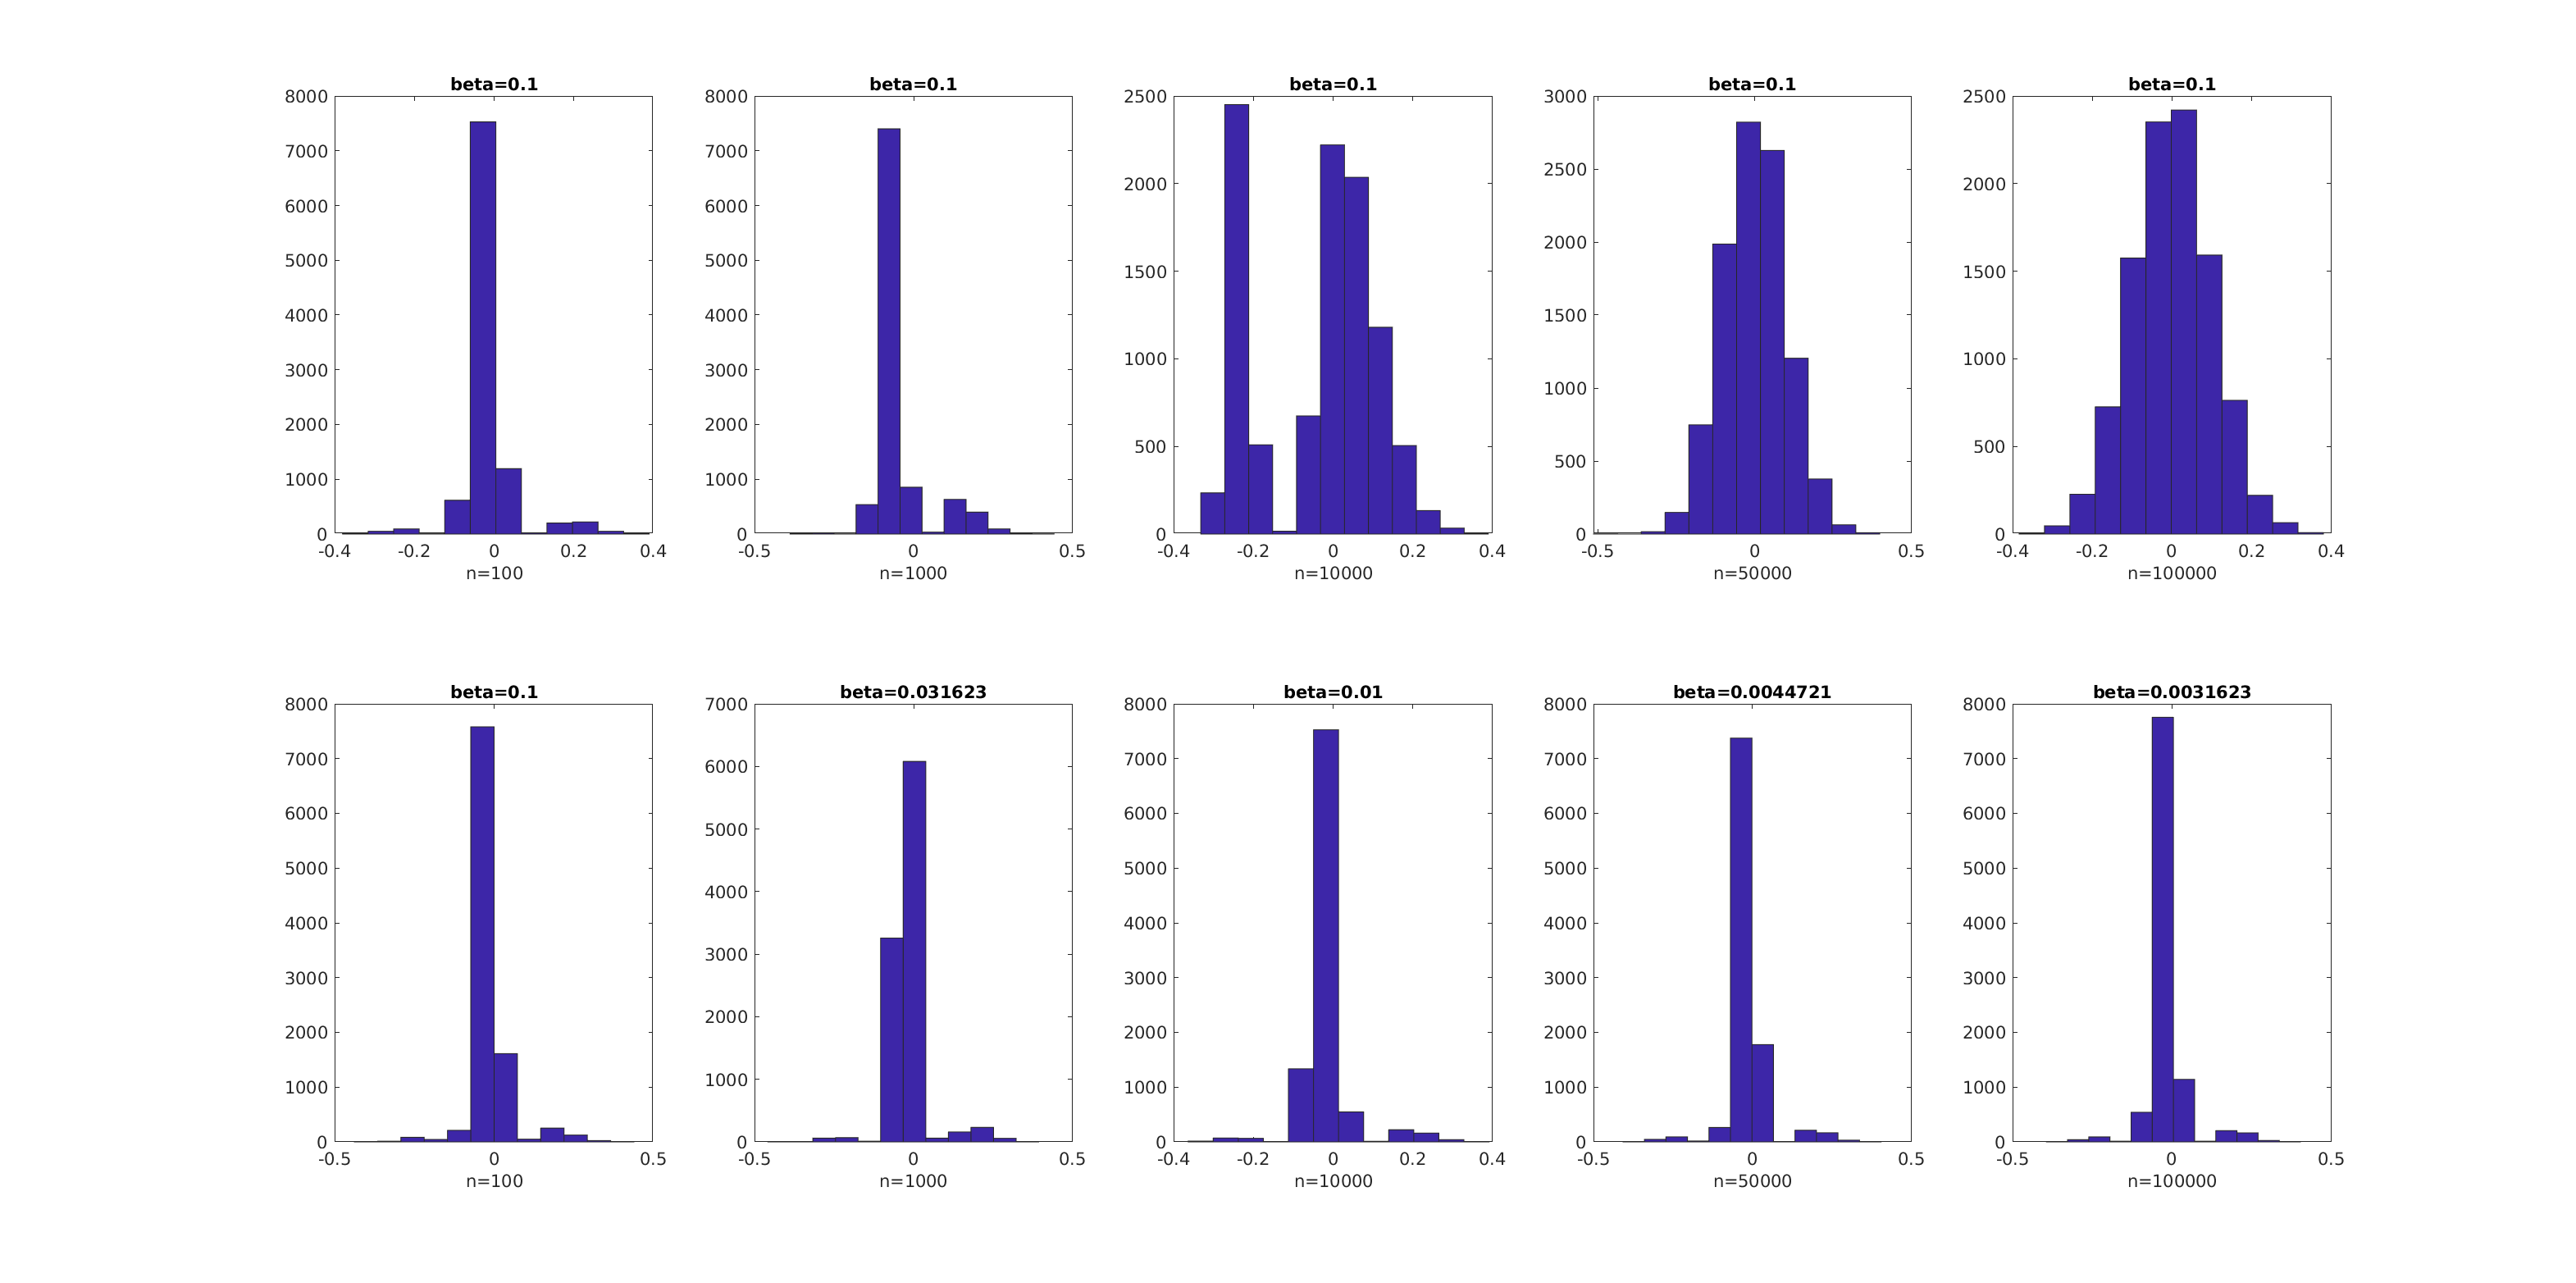 beta=0.1 beta=0.1 beta=0.1 beta=0.1 beta=0.1
8000 8000 2500 3000 2500
7000 7000 2500
6000 6000 2000 2000
5000 5000 2000
1500 1500
4000 4000 1500
3000 3000 1000 1000
1000
2000 2000
500 500
1000 1000 500
0 0 0 0 0
-0.4 -0.2 0 0.2 0.4 -0.5 0 0.5 -0.4 -0.2 0 0.2 0.4 -0.5 0 0.5 -0.4 -0.2 0 0.2 0.4
n=100 n=1000 n=10000 n=50000 n=100000
beta=0.1 beta=0.031623 beta=0.01 beta=0.0044721 beta=0.0031623
8000 7000 8000 8000 8000
7000 7000 7000 7000
6000
6000 6000 6000 6000
5000
5000 5000 5000 5000
4000
4000 4000 4000 4000
3000 3000 3000 3000 3000
2000 2000 2000 2000 2000
1000 1000 1000 1000 1000
0 0 0 0 0
-0.5 0 0.5 -0.5 0 0.5 -0.4 -0.2 0 0.2 0.4 -0.5 0 0.5 -0.5 0 0.5
n=100 n=1000 n=10000 n=50000 n=100000